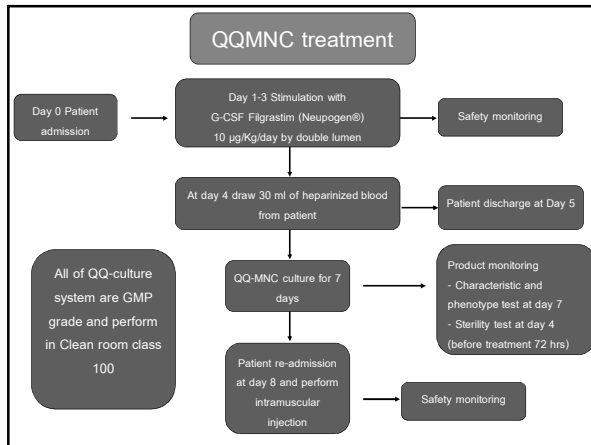 QQMNC treatment
Day 0 Patient
admission
Day 1-3 Stimulation with
G-CSF Filgrastim (Neupogen®)
10 µg/Kg/day by double lumen
Safety monitoring
At day 4 draw 30 ml of heparinized blood
from patient
Patient discharge at Day 5
All of QQ-culture
system are GMP
grade and perform
in Clean room class
100
QQ-MNC culture for 7
days
Product monitoring
- Characteristic and
phenotype test at day 7
- Sterility test at day 4
(before treatment 72 hrs)
Patient re-admission
at day 8 and perform
intramuscular
injection
Safety monitoring